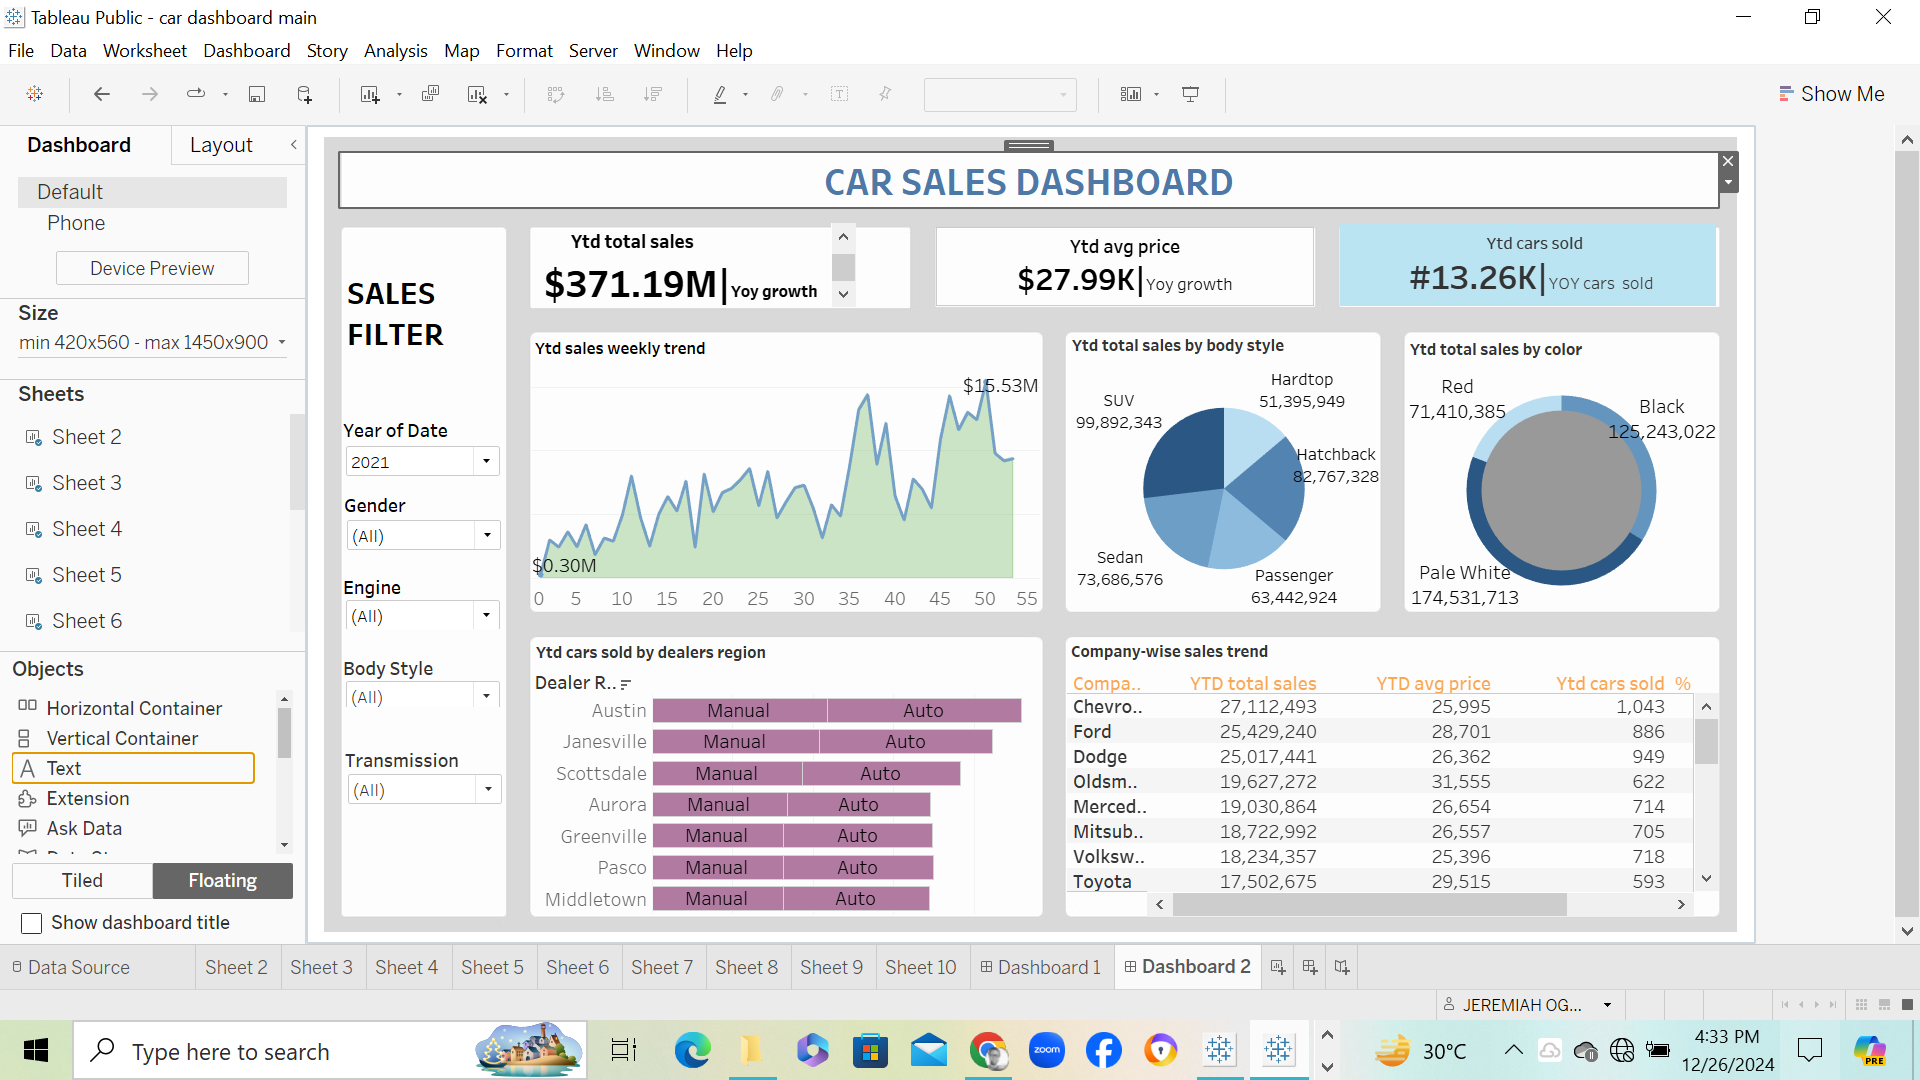 Tableau Public - car dashboard main
File Data Worksheet Dashboard Story Analysis Map Format Server Window Help
Show Me
Dashboard Layout
Default
Phone
Device Preview
Size
min 420x560 - max 1450x900
Sheets
Sheet 2
Sheet 3
Sheet 4
Sheet 5
Sheet 6
Objects
Horizontal Container
Vertical Container
Text
Extension
Ask Data
Tiled Floating
Show dashboard title
CAR SALES DASHBOARD
SALES
FILTER
Year of Date
2021
Gender
(All)
Engine
(All)
Body Style
(All)
Transmission
(All)
Ytd total sales
$371.19M| Yoy growth
Ytd avg price
$27.99K| Yoy growth
Ytd cars sold
#13.26K| YOY cars sold
Ytd sales weekly trend
$15.53M
$0.30M
0 5 10 15 20 25 30 35 40 45 50 55
Ytd total sales by body style
Hardtop
51,395,949
SUV
99,892,343
Hatchback
82,767,328
Sedan
73,686,576
Passenger
63,442,924
Ytd total sales by color
Red
71,410,385
Black
125,243,022
Pale White
174,531,713
Ytd cars sold by dealers region
Dealer R..
Austin Manual Auto
Janesville Manual Auto
Scottsdale Manual Auto
Aurora Manual Auto
Greenville Manual Auto
Pasco Manual Auto
Middletown Manual Auto
Company-wise sales trend
Compa.. YTD total sales YTD avg price Ytd cars sold %
Chevro.. 27,112,493 25,995 1,043
Ford 25,429,240 28,701 886
Dodge 25,017,441 26,362 949
Oldsm.. 19,627,272 31,555 622
Merced.. 19,030,864 26,654 714
Mitsub.. 18,722,992 26,557 705
Volksw.. 18,234,357 25,396 718
Toyota 17,502,675 29,515 593
Data Source Sheet 2 Sheet 3 Sheet 4 Sheet 5 Sheet 6 Sheet 7 Sheet 8 Sheet 9 Sheet 10 Dashboard 1 Dashboard 2
JEREMIAH OG...
Type here to search
zoom
30°C
4:33 PM
12/26/2024
PRE